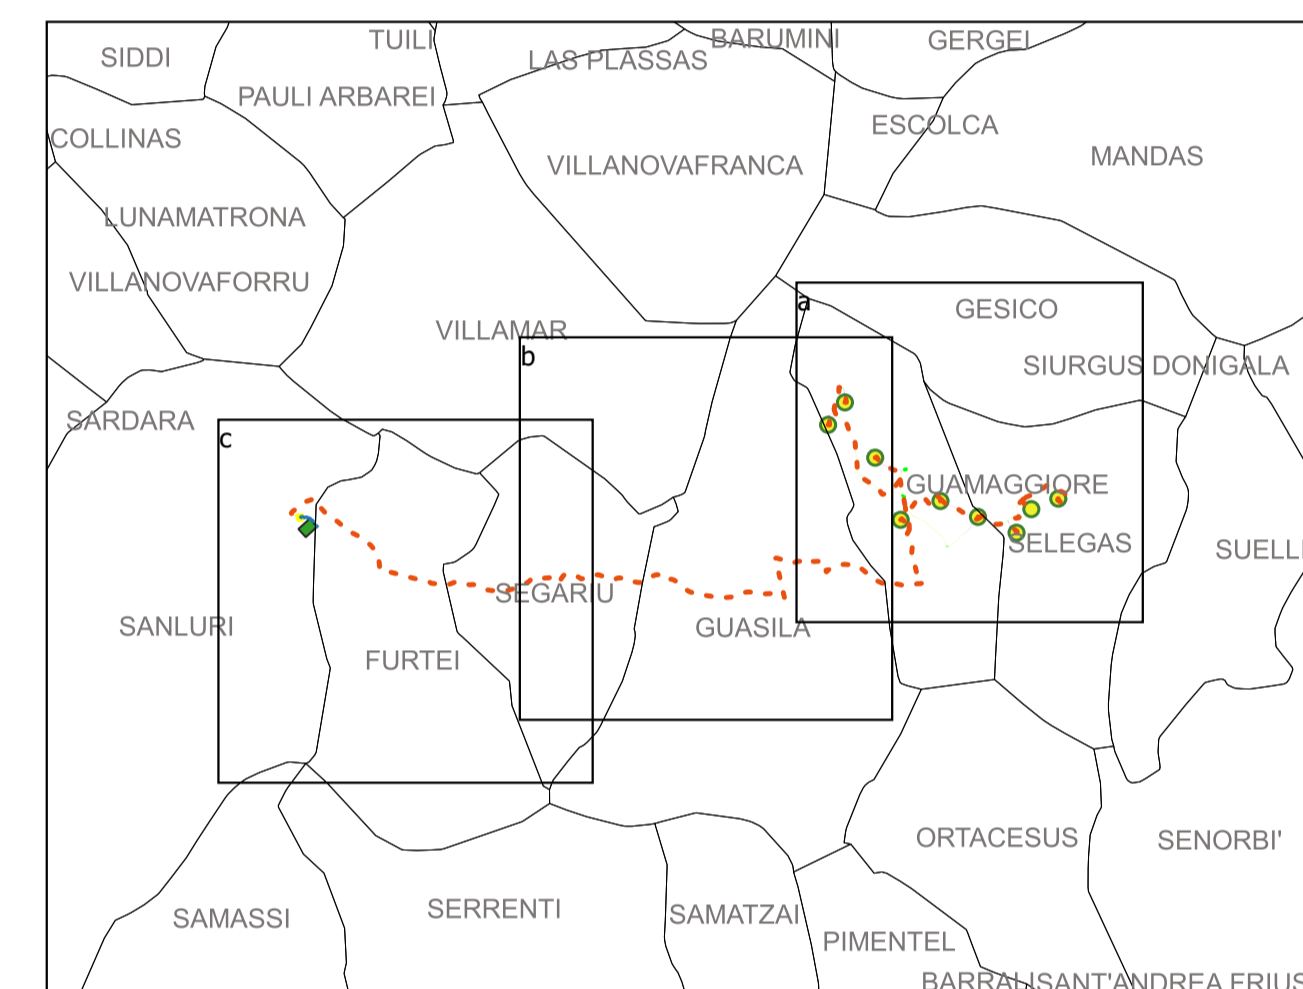 TUILI
BARUMINI
GERGEI
SIDDI
LAS PLASSAS
PAULI ARBAREI
ESCOLCA
COLLINAS
MANDAS
VILLANOVAFRANCA
LUNAMATRONA
VILLANOVAFORRU
a
GESICO
VILLAMAR
b
SIURGUS DONIGALA
SARDARA
c
GUAMAGGIORE
SELEGAS
SUELLI
SEGARIU
SANLURI
GUASILA
FURTEI
ORTACESUS
SENORBI'
SERRENTI
SAMATZAI
SAMASSI
PIMENTEL
BARRALI
SANT'ANDREA FRIUS